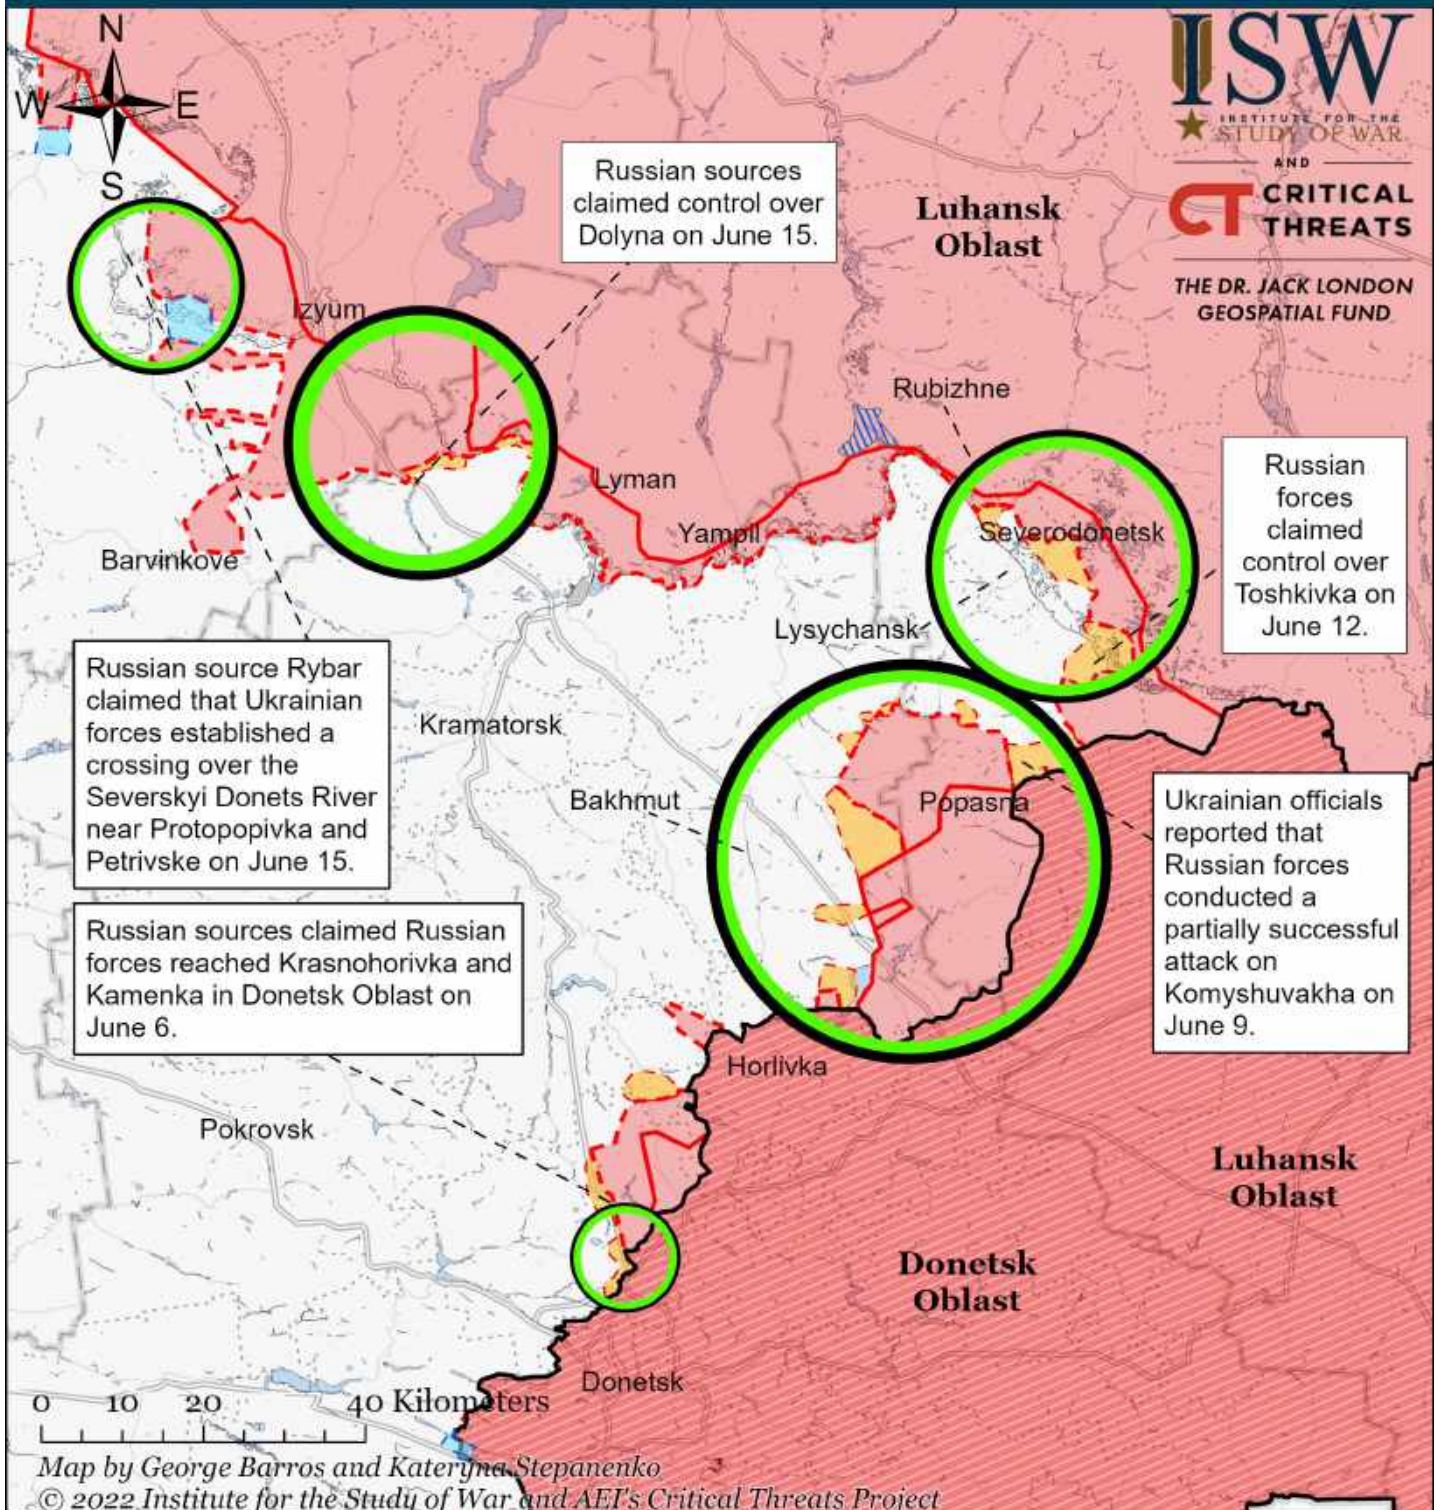 N
W
E
S
ISW
INSTITUTE FOR THE
STUDY OF WAR
AND
CT CRITICAL
THREATS
THE DR. JACK LONDON
GEOSPATIAL FUND
Russian sources
claimed control over
Dolyna on June 15.
Luhansk
Oblast
Izyum
Rubizhne
Lyman
Yampil
Severodonetsk
Russian
forces
claimed
control over
Toshkivka on
June 12.
Barvinkove
Lysychansk
Russian source Rybar
claimed that Ukrainian
forces established a
crossing over the
Severskyi Donets River
near Protopopivka and
Petrivske on June 15.
Kramatorsk
Bakhmut
Popasna
Ukrainian officials
reported that
Russian forces
conducted a
partially successful
attack on
Komyshuvakha on
June 9.
Russian sources claimed Russian
forces reached Krasnohorivka and
Kamenka in Donetsk Oblast on
June 6.
Horlivka
Pokrovsk
Luhansk
Oblast
Donetsk
Oblast
Donetsk
0 10 20 40 Kilometers
Map by George Barros and Kateryna Stepanenko
© 2022 Institute for the Study of War and AEI's Critical Threats Project